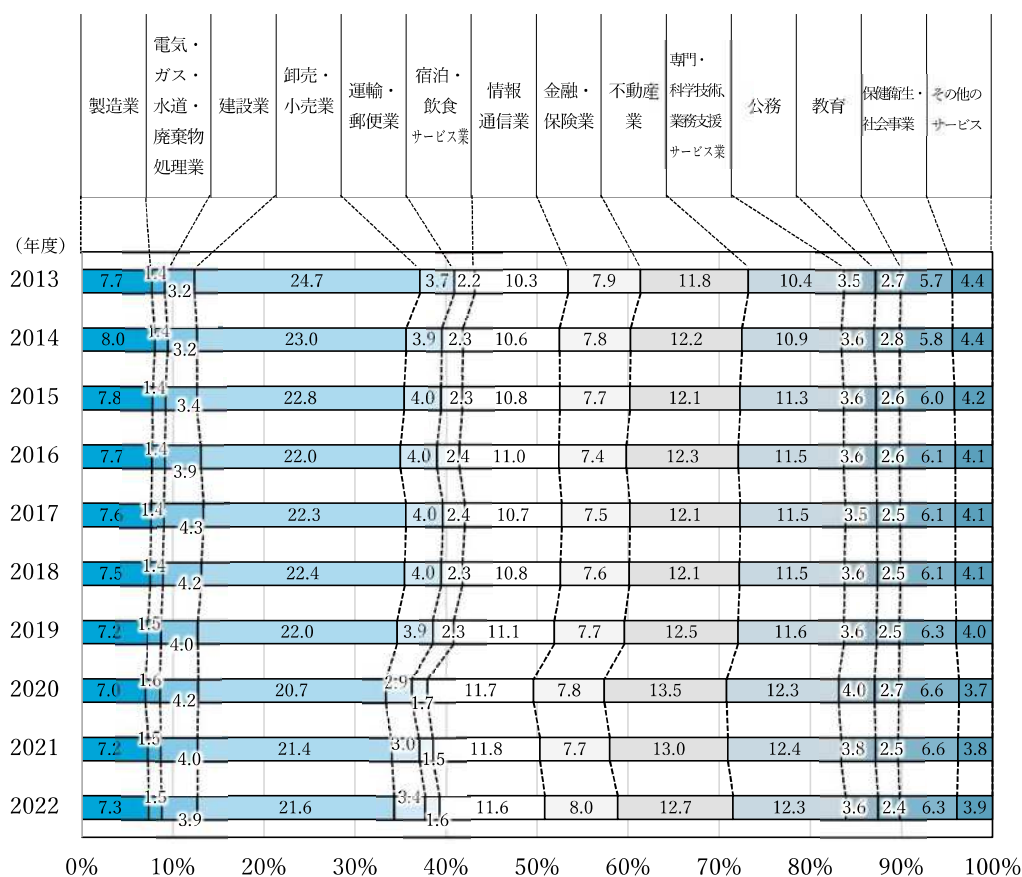 製造業
電気・
ガス・
水道・
廃棄物
処理業
建設業
卸売・
小売業
運輸・
郵便業
宿泊・
飲食
サービス業
情報
通信業
金融・
保険業
不動産
業
専門・
科学技術、
業務支援
サービス業
公務
教育
保健衛生・
社会事業
その他の
サービス
（年度）
2013 7.7 1.4 3.2 24.7 3.7 2.2 10.3 7.9 11.8 10.4 3.5 2.7 5.7 4.4
2014 8.0 1.4 3.2 23.0 3.9 2.3 10.6 7.8 12.2 10.9 3.6 2.8 5.8 4.4
2015 7.8 1.4 3.4 22.8 4.0 2.3 10.8 7.7 12.1 11.3 3.6 2.6 6.0 4.2
2016 7.7 1.4 3.9 22.0 4.0 2.4 11.0 7.4 12.3 11.5 3.6 2.6 6.1 4.1
2017 7.6 1.4 4.3 22.3 4.0 2.4 10.7 7.5 12.1 11.5 3.5 2.5 6.1 4.1
2018 7.5 1.4 4.2 22.4 4.0 2.3 10.8 7.6 12.1 11.5 3.6 2.5 6.1 4.1
2019 7.2 1.5 4.0 22.0 3.9 2.3 11.1 7.7 12.5 11.6 3.6 2.5 6.3 4.0
2020 7.0 1.6 4.2 20.7 2.9 1.7 11.7 7.8 13.5 12.3 4.0 2.7 6.6 3.7
2021 7.2 1.5 4.0 21.4 3.0 1.5 11.8 7.7 13.0 12.4 3.8 2.5 6.6 3.8
2022 7.3 1.5 3.9 21.6 3.4 1.6 11.6 8.0 12.7 12.3 3.6 2.4 6.3 3.9
0% 10% 20% 30% 40% 50% 60% 70% 80% 90% 100%